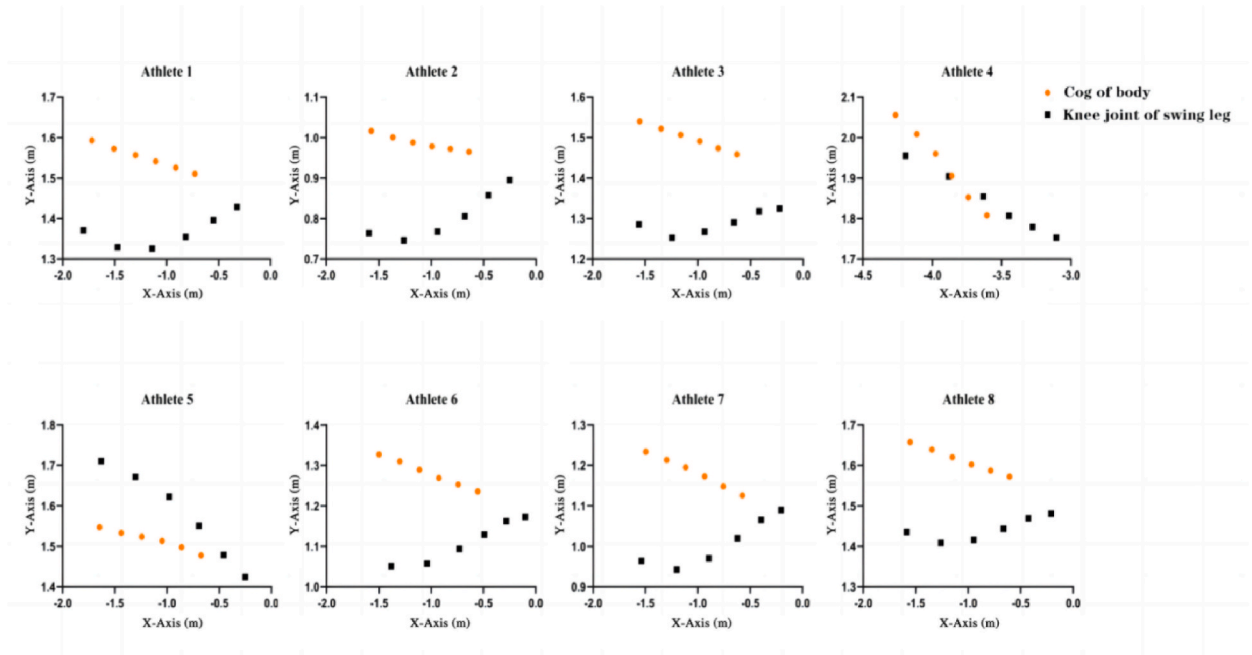 Athlete 1
Athlete 2
Athlete 3
Athlete 4
Cog of body
Knee joint of swing leg
Y-Axis (m)
1.7
1.6
1.5
1.4
1.3
-2.0 -1.5 -1.0 -0.5 0.0
X-Axis (m)
Y-Axis (m)
1.1
1.0
0.9
0.8
0.7
-2.0 -1.5 -1.0 -0.5 0.0
X-Axis (m)
Y-Axis (m)
1.6
1.5
1.4
1.3
1.2
-2.0 -1.5 -1.0 -0.5 0.0
X-Axis (m)
Y-Axis (m)
2.1
2.0
1.9
1.8
1.7
-4.5 -4.0 -3.5 -3.0
X-Axis (m)
Athlete 5
Athlete 6
Athlete 7
Athlete 8
Y-Axis (m)
1.8
1.7
1.6
1.5
1.4
-2.0 -1.5 -1.0 -0.5 0.0
X-Axis (m)
Y-Axis (m)
1.4
1.3
1.2
1.1
1.0
-2.0 -1.5 -1.0 -0.5 0.0
X-Axis (m)
Y-Axis (m)
1.3
1.2
1.1
1.0
0.9
-2.0 -1.5 -1.0 -0.5 0.0
X-Axis (m)
Y-Axis (m)
1.7
1.6
1.5
1.4
1.3
-2.0 -1.5 -1.0 -0.5 0.0
X-Axis (m)